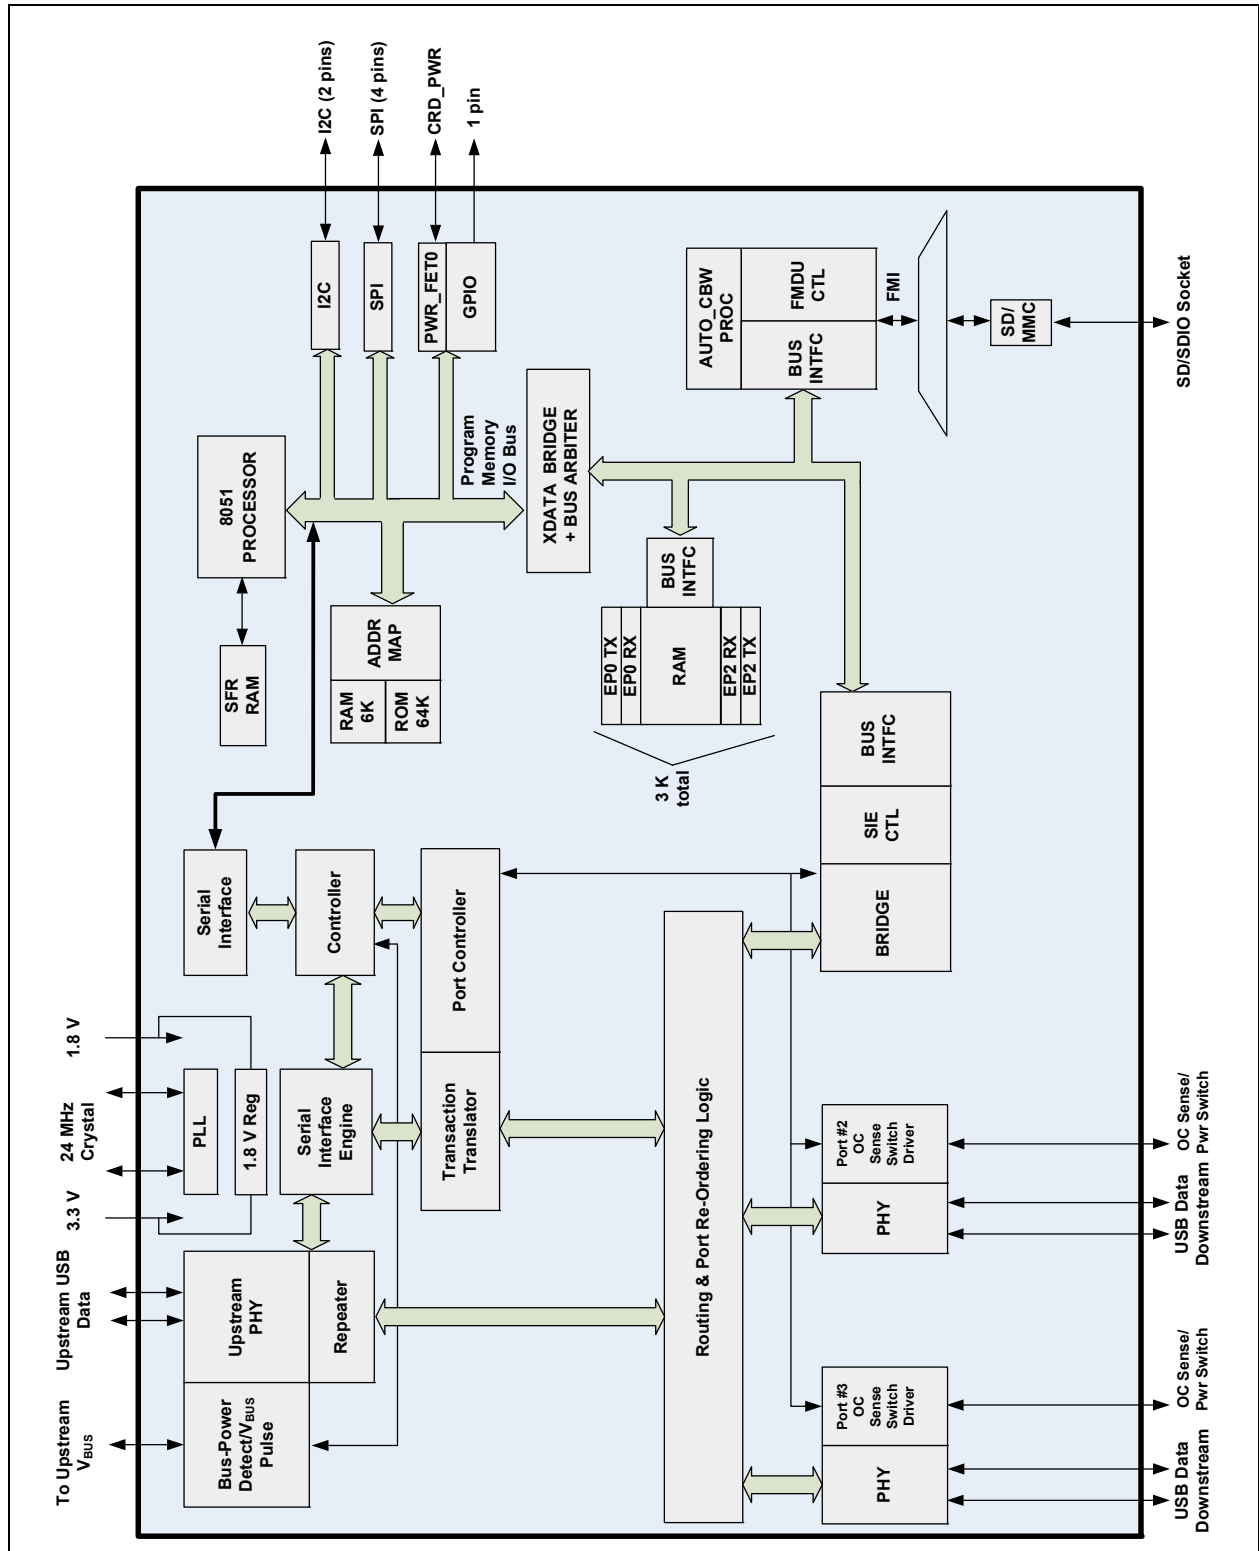 To Upstream
VBUS
Upstream USB
Data
3.3 V
24 MHz
Crystal
1.8 V
Bus-Power
Detect/VBUS
Pulse
Upstream
PHY
Repeater
PLL
1.8 V Reg
Serial
Interface
Engine
Serial
Interface
Controller
Transaction
Translator
Port Controller
SFR
RAM
8051
PROCESSOR
I2C
I2C (2 pins)
SPI
SPI (4 pins)
PWR_FET0
CRD_PWR
GPIO
1 pin
RAM
6K
ROM
64K
ADDR
MAP
Program
Memory
I/O Bus
XDATA BRIDGE
+ BUS ARBITER
3 K
total
EP0 TX
EP0 RX
RAM
EP2 RX
EP2 TX
BUS
INTFC
AUTO_CBW
PROC
BUS
INTFC
FMDU
CTL
FMI
SD/
MMC
SD/SDIO Socket
Routing & Port Re-Ordering Logic
BRIDGE
SIE
CTL
BUS
INTFC
PHY
Port #3
OC
Sense
Switch
Driver
PHY
Port #2
OC
Sense
Switch
Driver
USB Data
Downstream
OC Sense/
Pwr Switch
USB Data
Downstream
OC Sense/
Pwr Switch